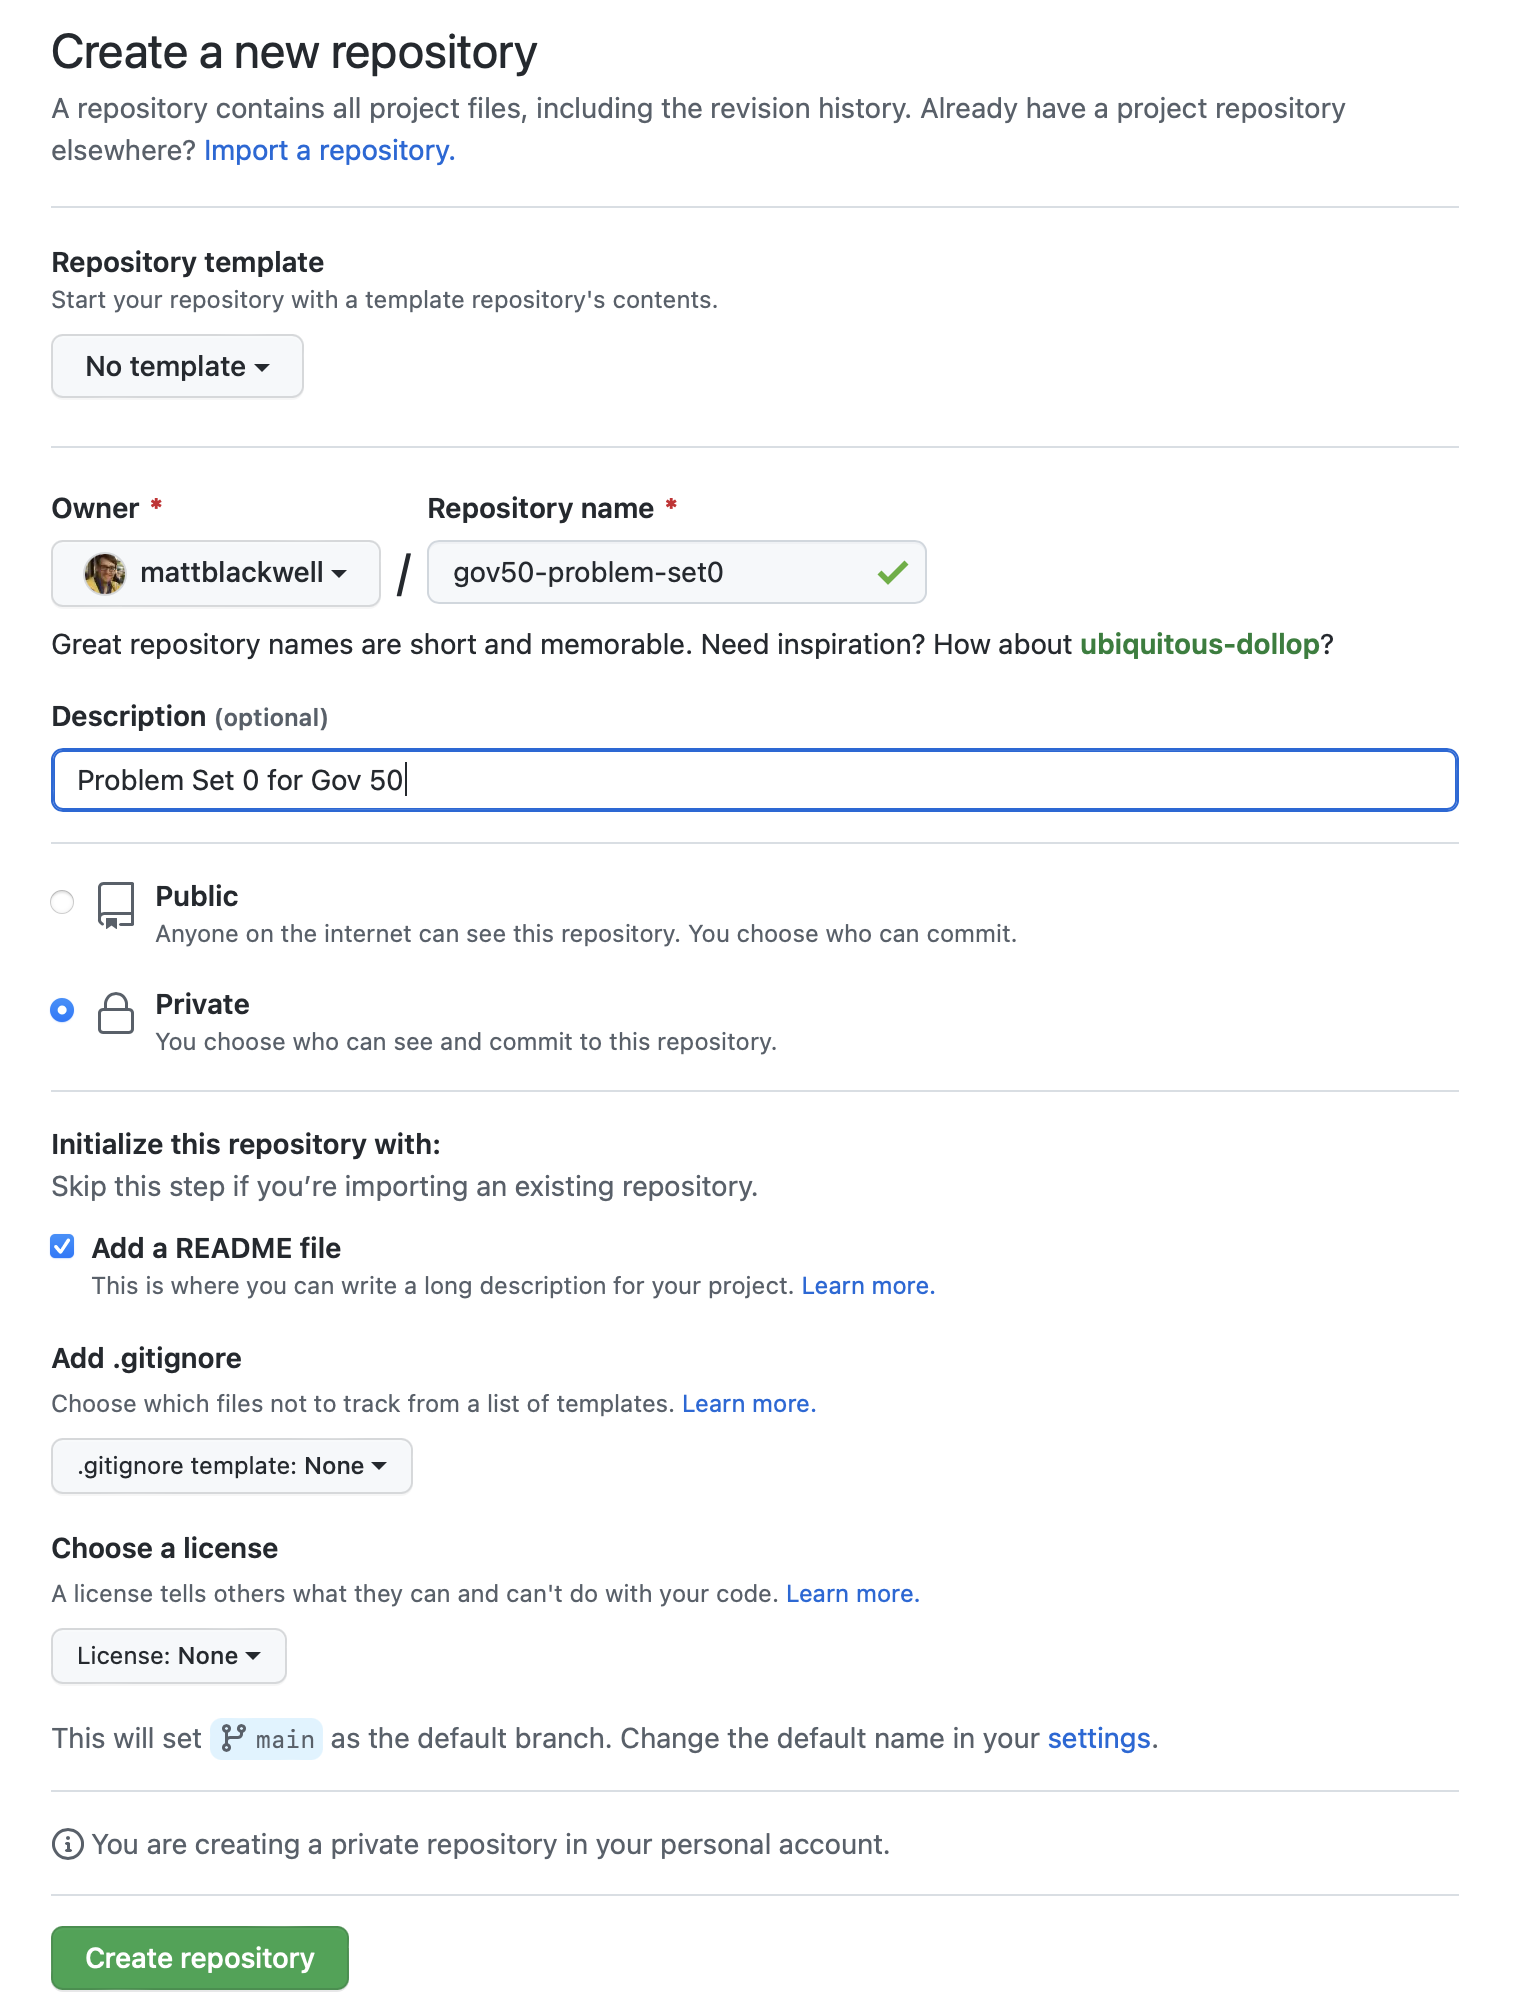 Create a new repository
A repository contains all project files, including the revision history. Already have a project repository
elsewhere? Import a repository.
Repository template
Start your repository with a template repository's contents.
No template
Owner *
Repository name *
mattblackwell / gov50-problem-set0
Great repository names are short and memorable. Need inspiration? How about ubiquitous-dollop?
Description (optional)
Problem Set 0 for Gov 50
Public
Anyone on the internet can see this repository. You choose who can commit.
Private
You choose who can see and commit to this repository.
Initialize this repository with:
Skip this step if you’re importing an existing repository.
Add a README file
This is where you can write a long description for your project. Learn more.
Add .gitignore
Choose which files not to track from a list of templates. Learn more.
.gitignore template: None
Choose a license
A license tells others what they can and can't do with your code. Learn more.
License: None
This will set main as the default branch. Change the default name in your settings.
You are creating a private repository in your personal account.
Create repository